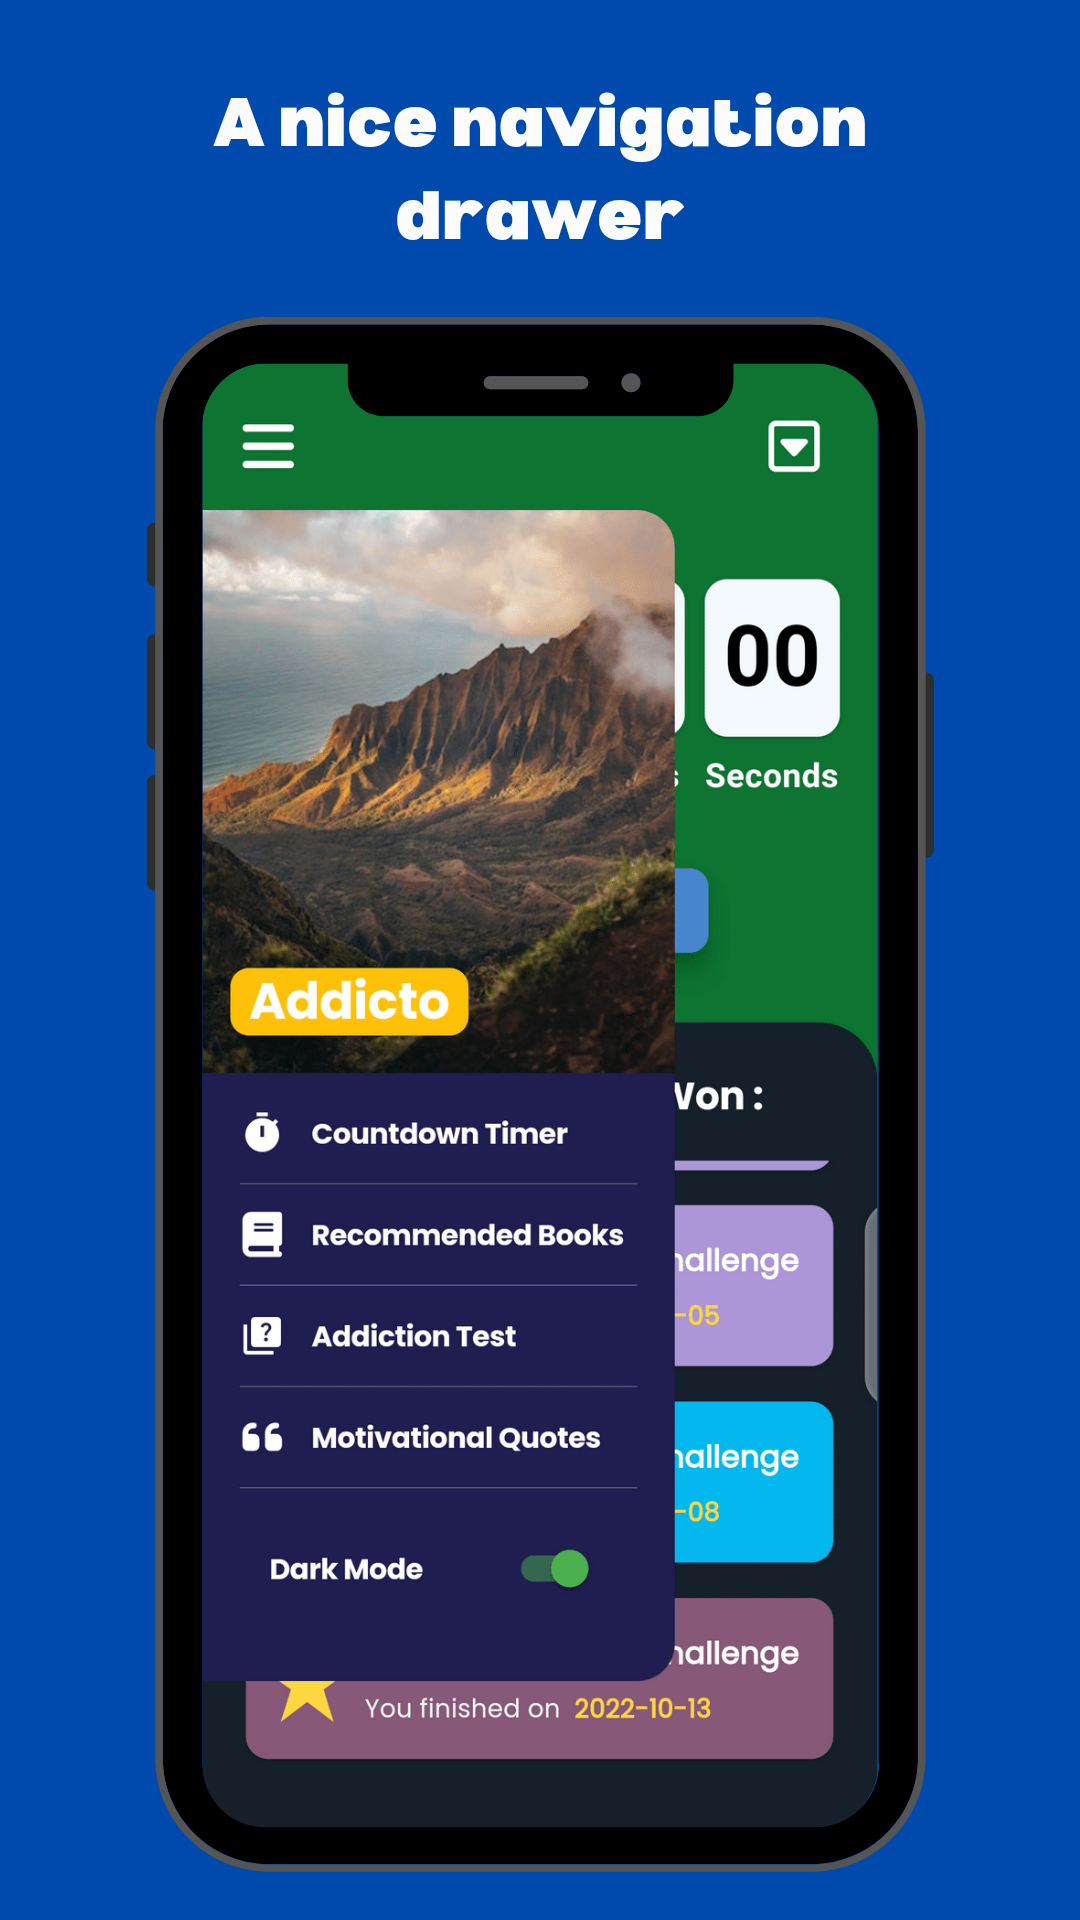 A nice navigation
drawer
00
Seconds
Addicto
Won :
Countdown Timer
Recommended Books
hallenge
-05
Addiction Test
Motivational Quotes
hallenge
-08
Dark Mode
hallenge
You finished on 2022-10-13